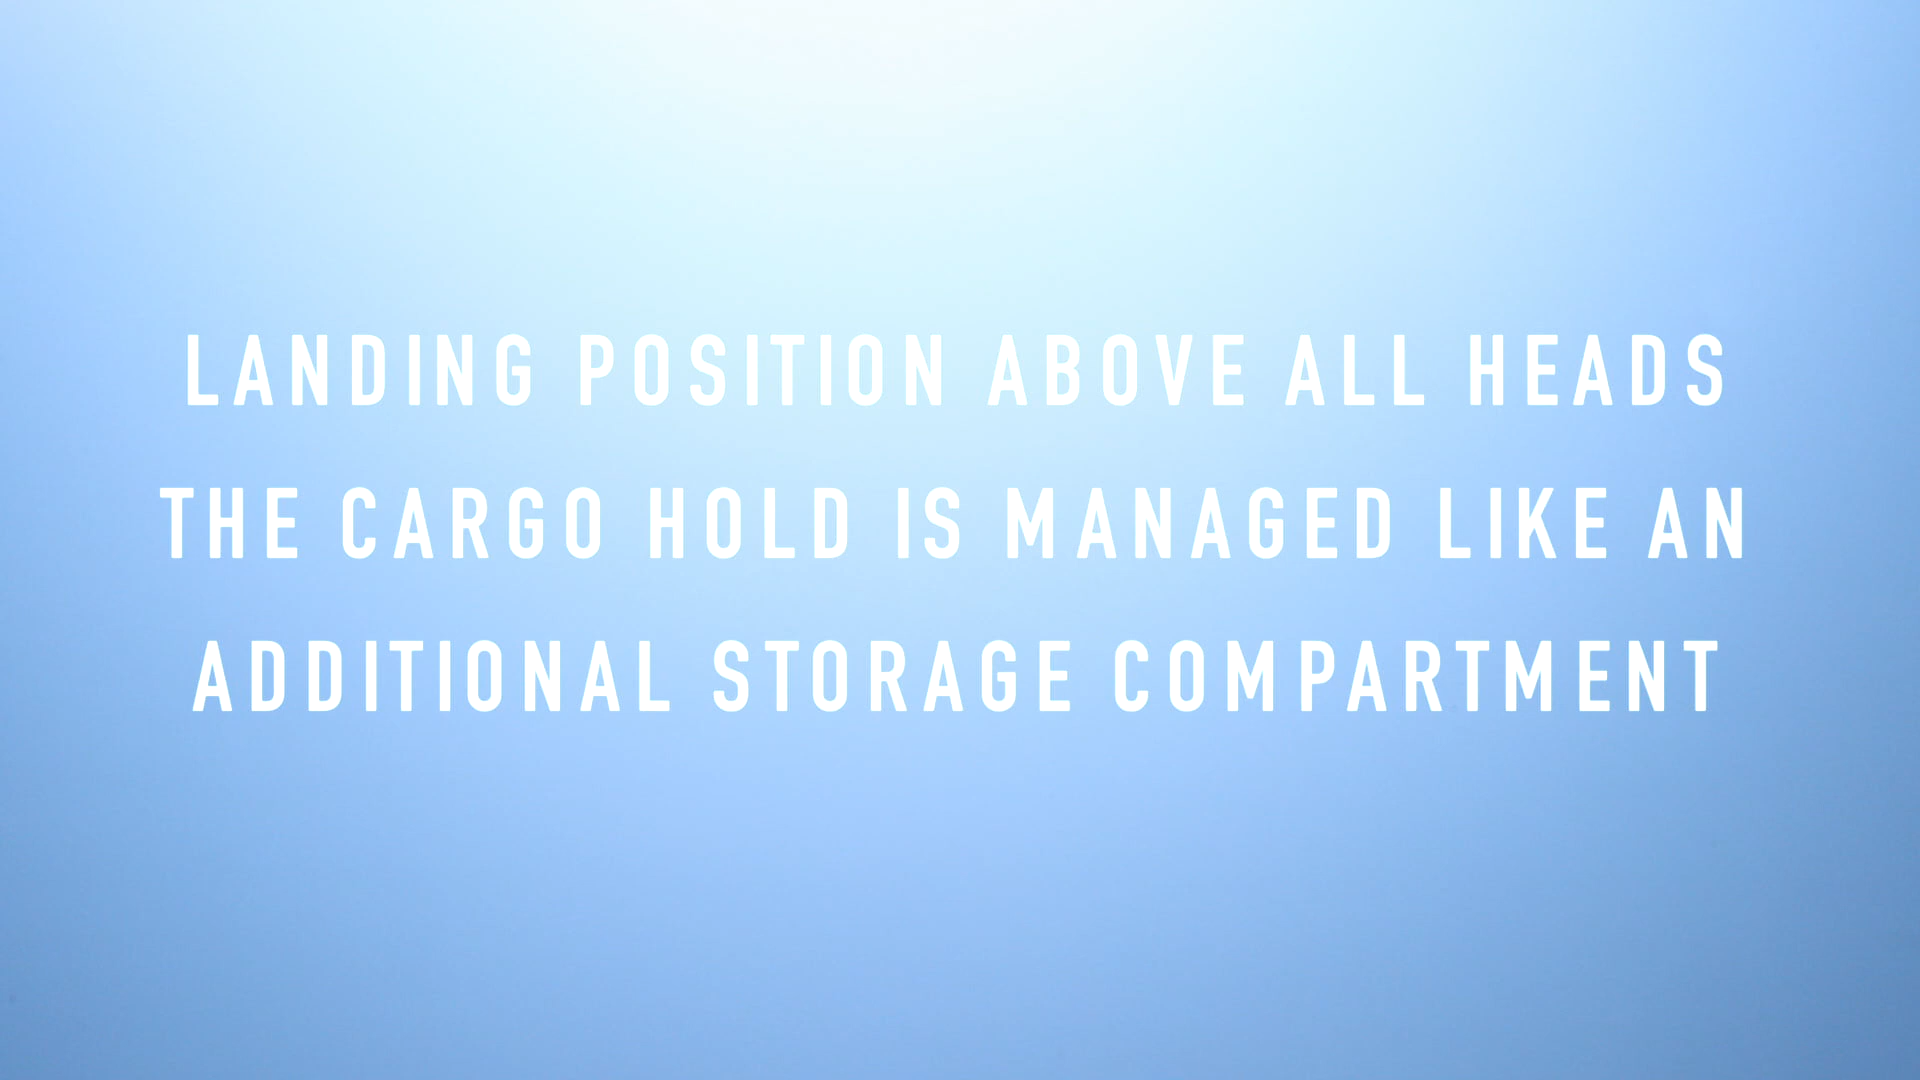 LANDING POSITION ABOVE ALL HEADS
THE CARGO HOLD IS MANAGED LIKE AN
ADDITIONAL STORAGE COMPARTMENT